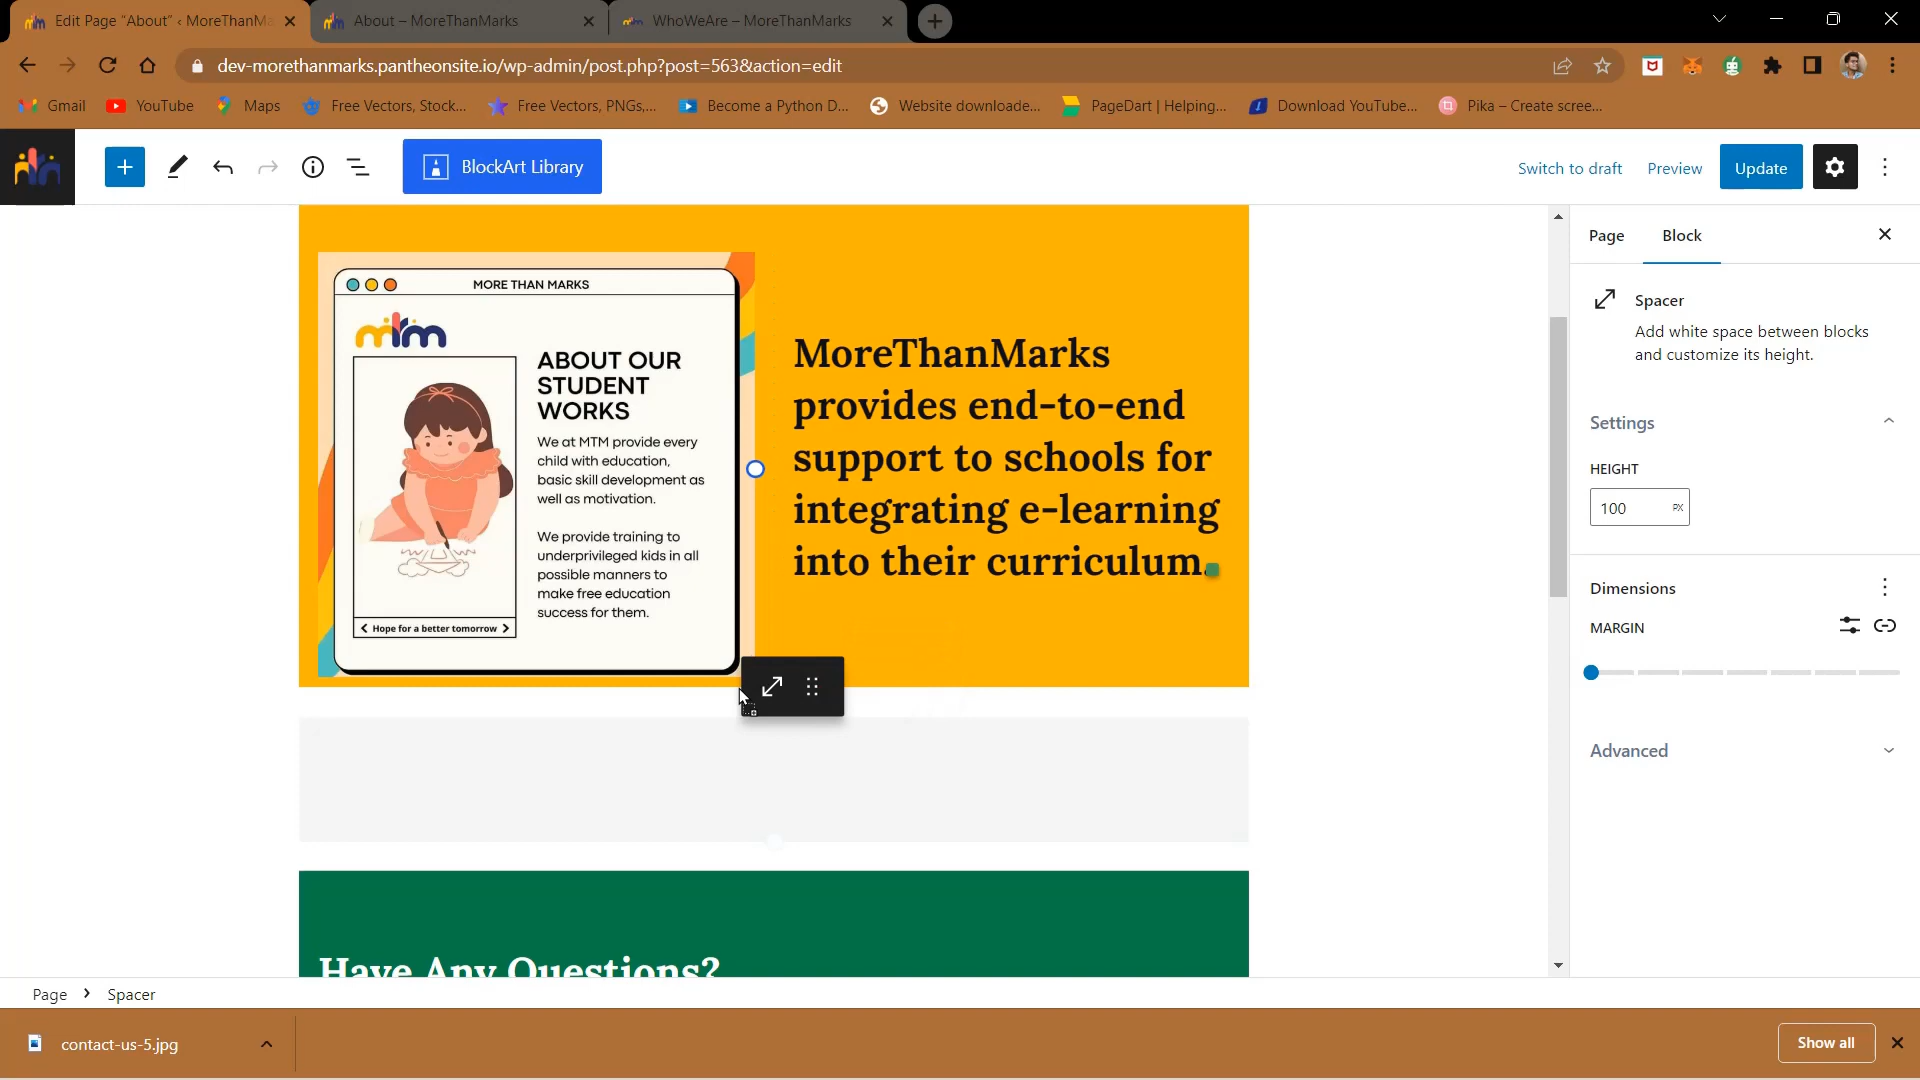 Edit Page "About" ‹ MoreThanMa
About – MoreThanMarks
WhoWeAre – MoreThanMarks
dev-morethanmarks.pantheonsite.io/wp-admin/post.php?post=563&action=edit
Gmail
YouTube
Maps
Free Vectors, Stock...
Free Vectors, PNGs,...
Become a Python D...
Website downloade...
PageDart | Helping...
Download YouTube...
Pika – Create scree...
BlockArt Library
Switch to draft
Preview
Update
Page
Block
MORE THAN MARKS
mtm
ABOUT OUR
STUDENT
WORKS
We at MTM provide every
child with education,
basic skill development as
well as motivation.
We provide training to
underprivileged kids in all
possible manners to
make free education
success for them.
Hope for a better tomorrow
MoreThanMarks
provides end-to-end
support to schools for
integrating e-learning
into their curriculum.
Have Any Questions?
Spacer
Add white space between blocks
and customize its height.
Settings
HEIGHT
100 PX
Dimensions
MARGIN
Advanced
Page
Spacer
contact-us-5.jpg
Show all